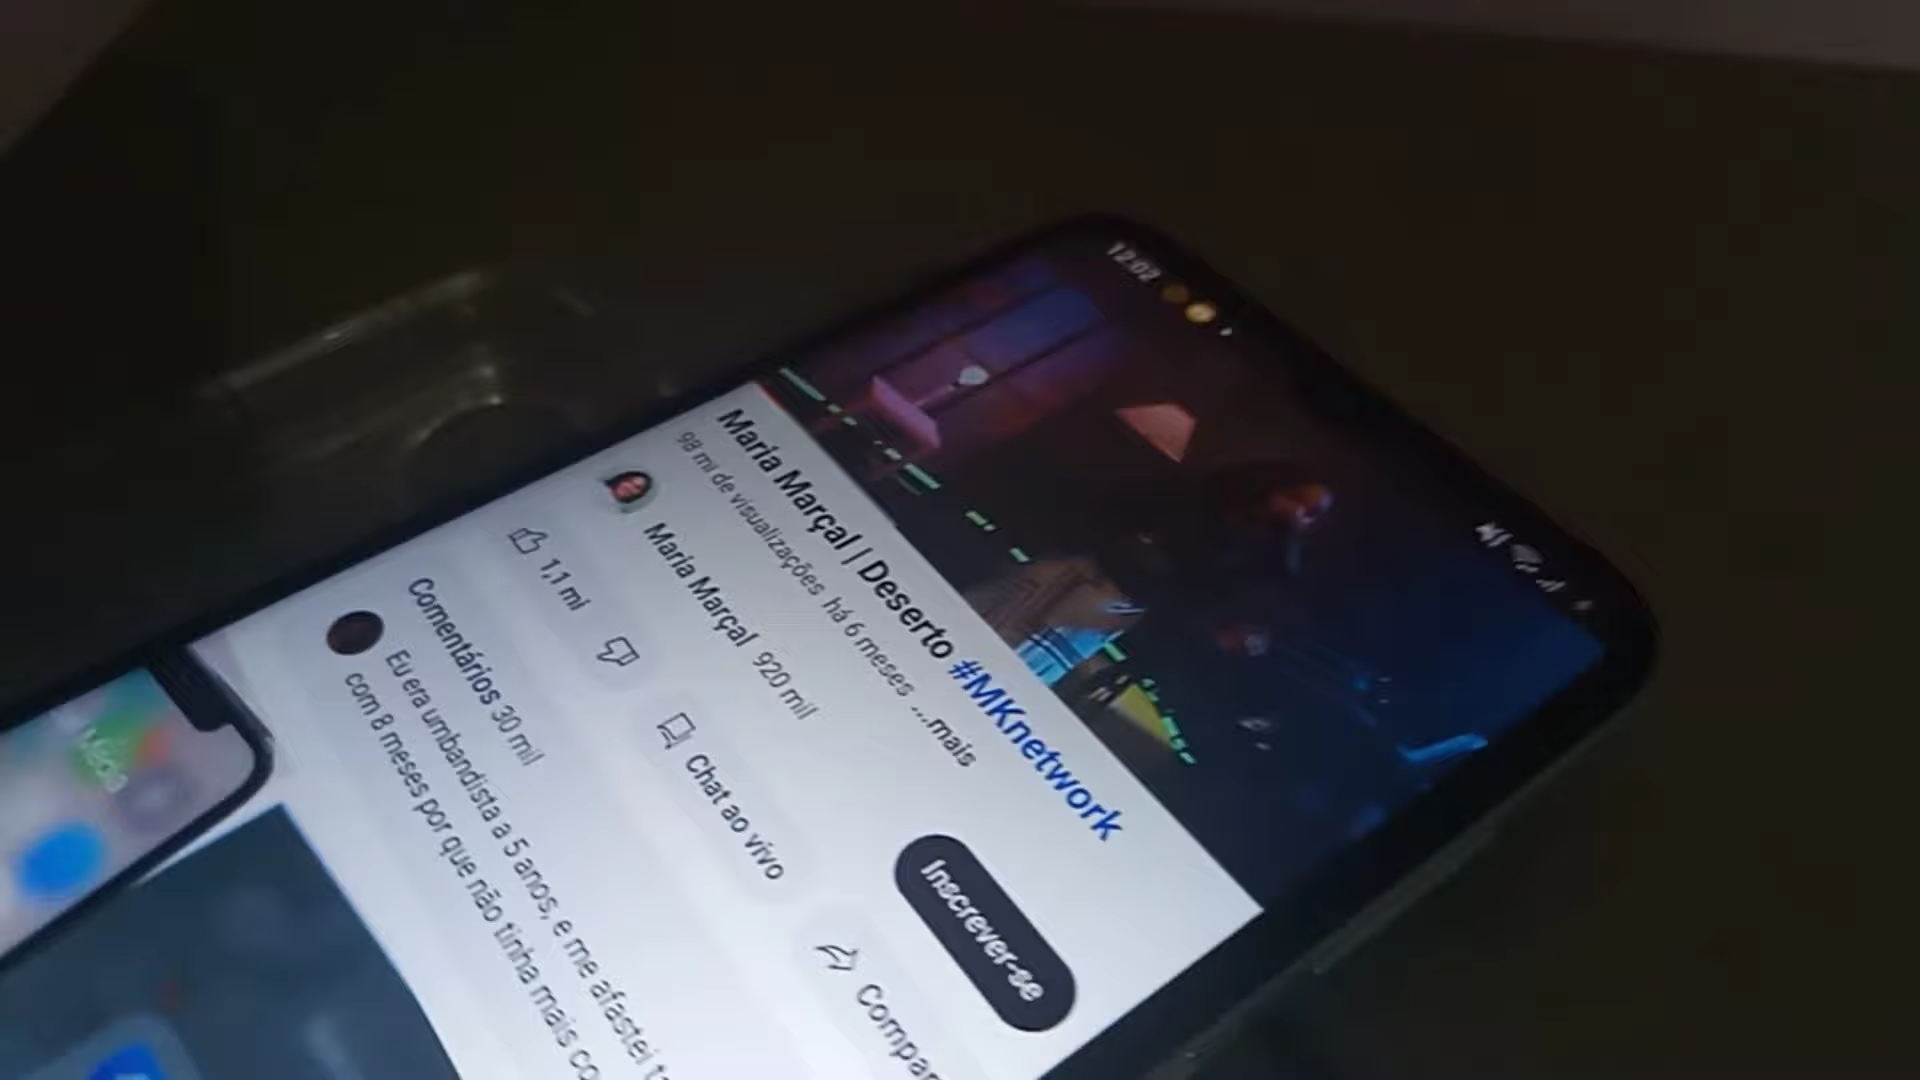 12:02
Maria Marçal | Deserto #MKnetwork
98 mi de visualizações há 6 meses ...mais
Maria Marçal 920 mil
Inscrever-se
1,1 mi
Chat ao vivo
Compar
Comentários 30 mil
Eu era umbandista a 5 anos, e me afastei
com 8 meses por que não tinha mais co